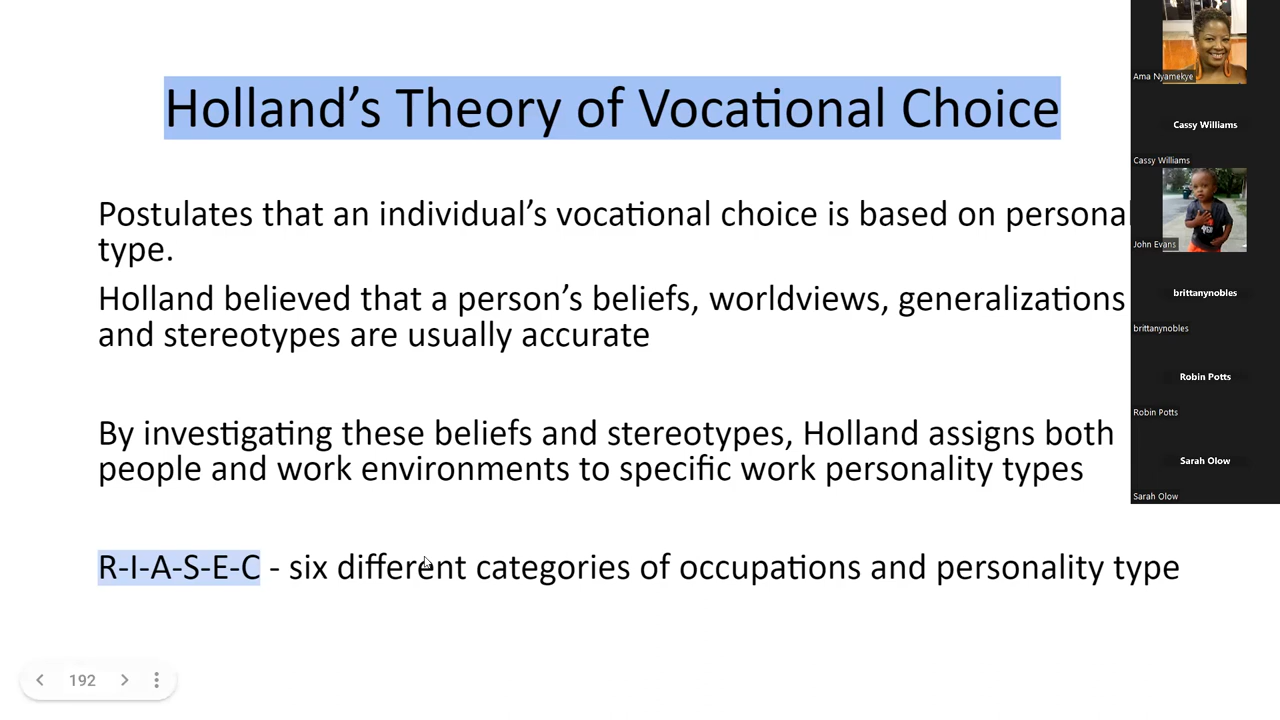 Holland’s Theory of Vocational Choice
Postulates that an individual’s vocational choice is based on personal
type.
Holland believed that a person’s beliefs, worldviews, generalizations
and stereotypes are usually accurate
By investigating these beliefs and stereotypes, Holland assigns both
people and work environments to specific work personality types
R-I-A-S-E-C - six different categories of occupations and personality type
192
Ama Nyamekye
Cassy Williams
Cassy Williams
John Evans
brittanynobles
brittanynobles
Robin Potts
Robin Potts
Sarah Olow
Sarah Olow